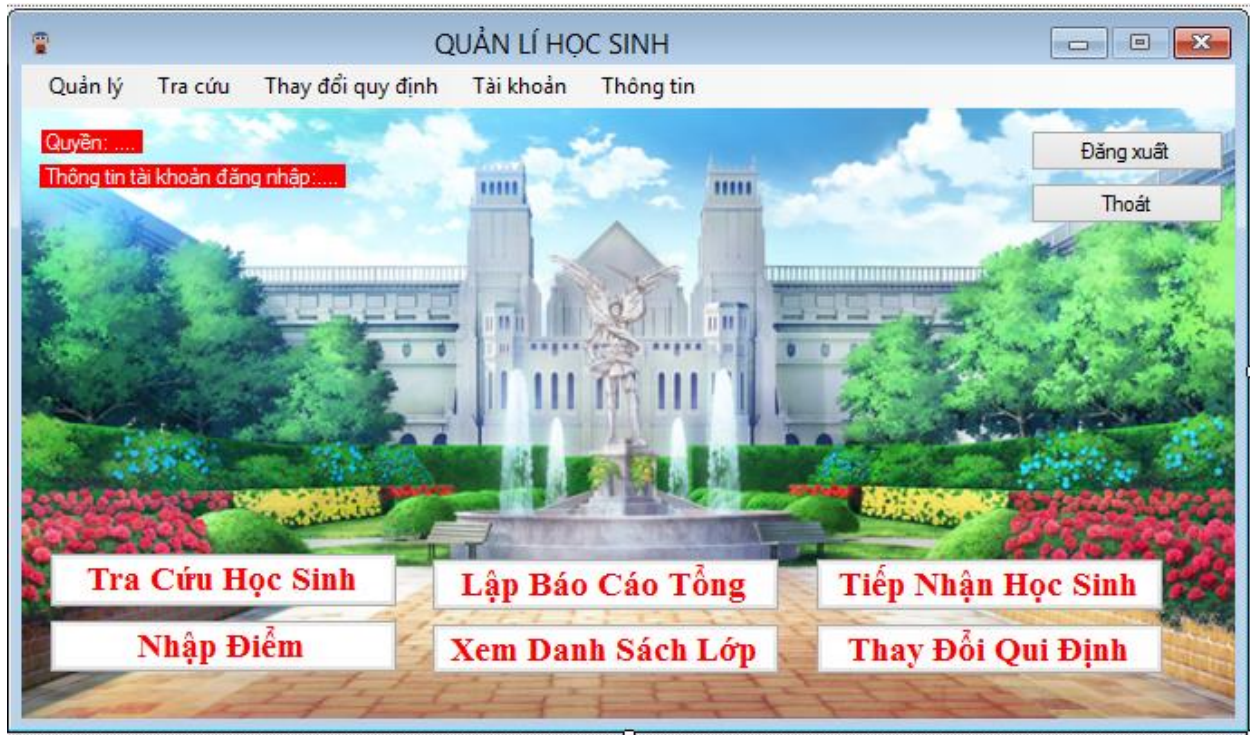 QUẢN LÍ HỌC SINH
Quản lý Tra cứu Thay đổi quy định Tài khoản Thông tin
Quyền: ....
Đăng xuất
Thông tin tài khoản đăng nhập:....
Thoát
Tra Cứu Học Sinh Lập Báo Cáo Tổng Tiếp Nhận Học Sinh
Nhập Điểm Xem Danh Sách Lớp Thay Đổi Qui Định